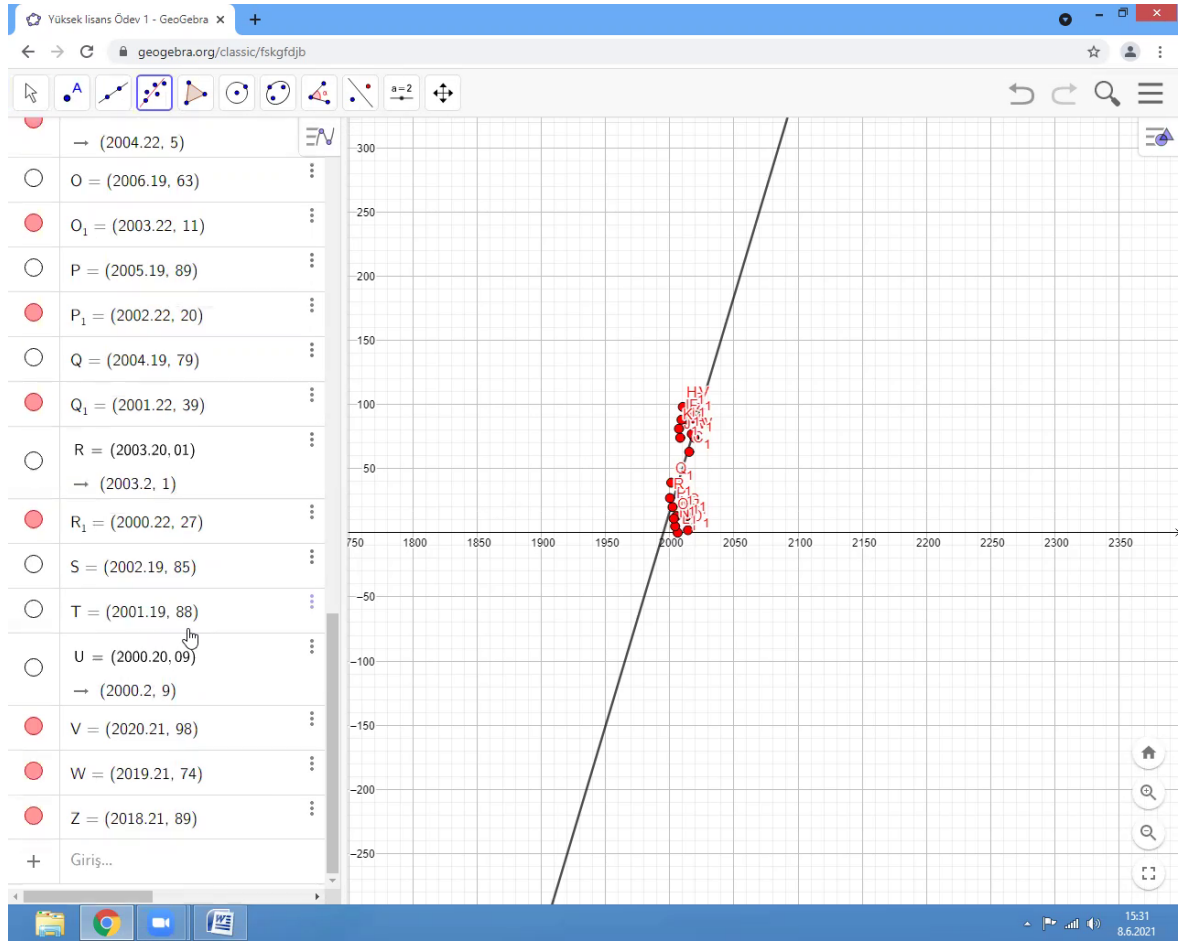 Yüksek lisans Ödev 1 - GeoGebra
geogebra.org/classic/fskgfdjb
A
a=2
→ (2004.22, 5)
O = (2006.19, 63)
O₁ = (2003.22, 11)
P = (2005.19, 89)
P₁ = (2002.22, 20)
Q = (2004.19, 79)
Q₁ = (2001.22, 39)
R = (2003.20, 01)
→ (2003.2, 1)
R₁ = (2000.22, 27)
S = (2002.19, 85)
T = (2001.19, 88)
U = (2000.20, 09)
→ (2000.2, 9)
V = (2020.21, 98)
W = (2019.21, 74)
Z = (2018.21, 89)
Giriş...
300
250
200
150
100
50
750 1800 1850 1900 1950 2000 2050 2100 2150 2200 2250 2300 2350
−50
−100
−150
−200
−250
15:31
8.6.2021